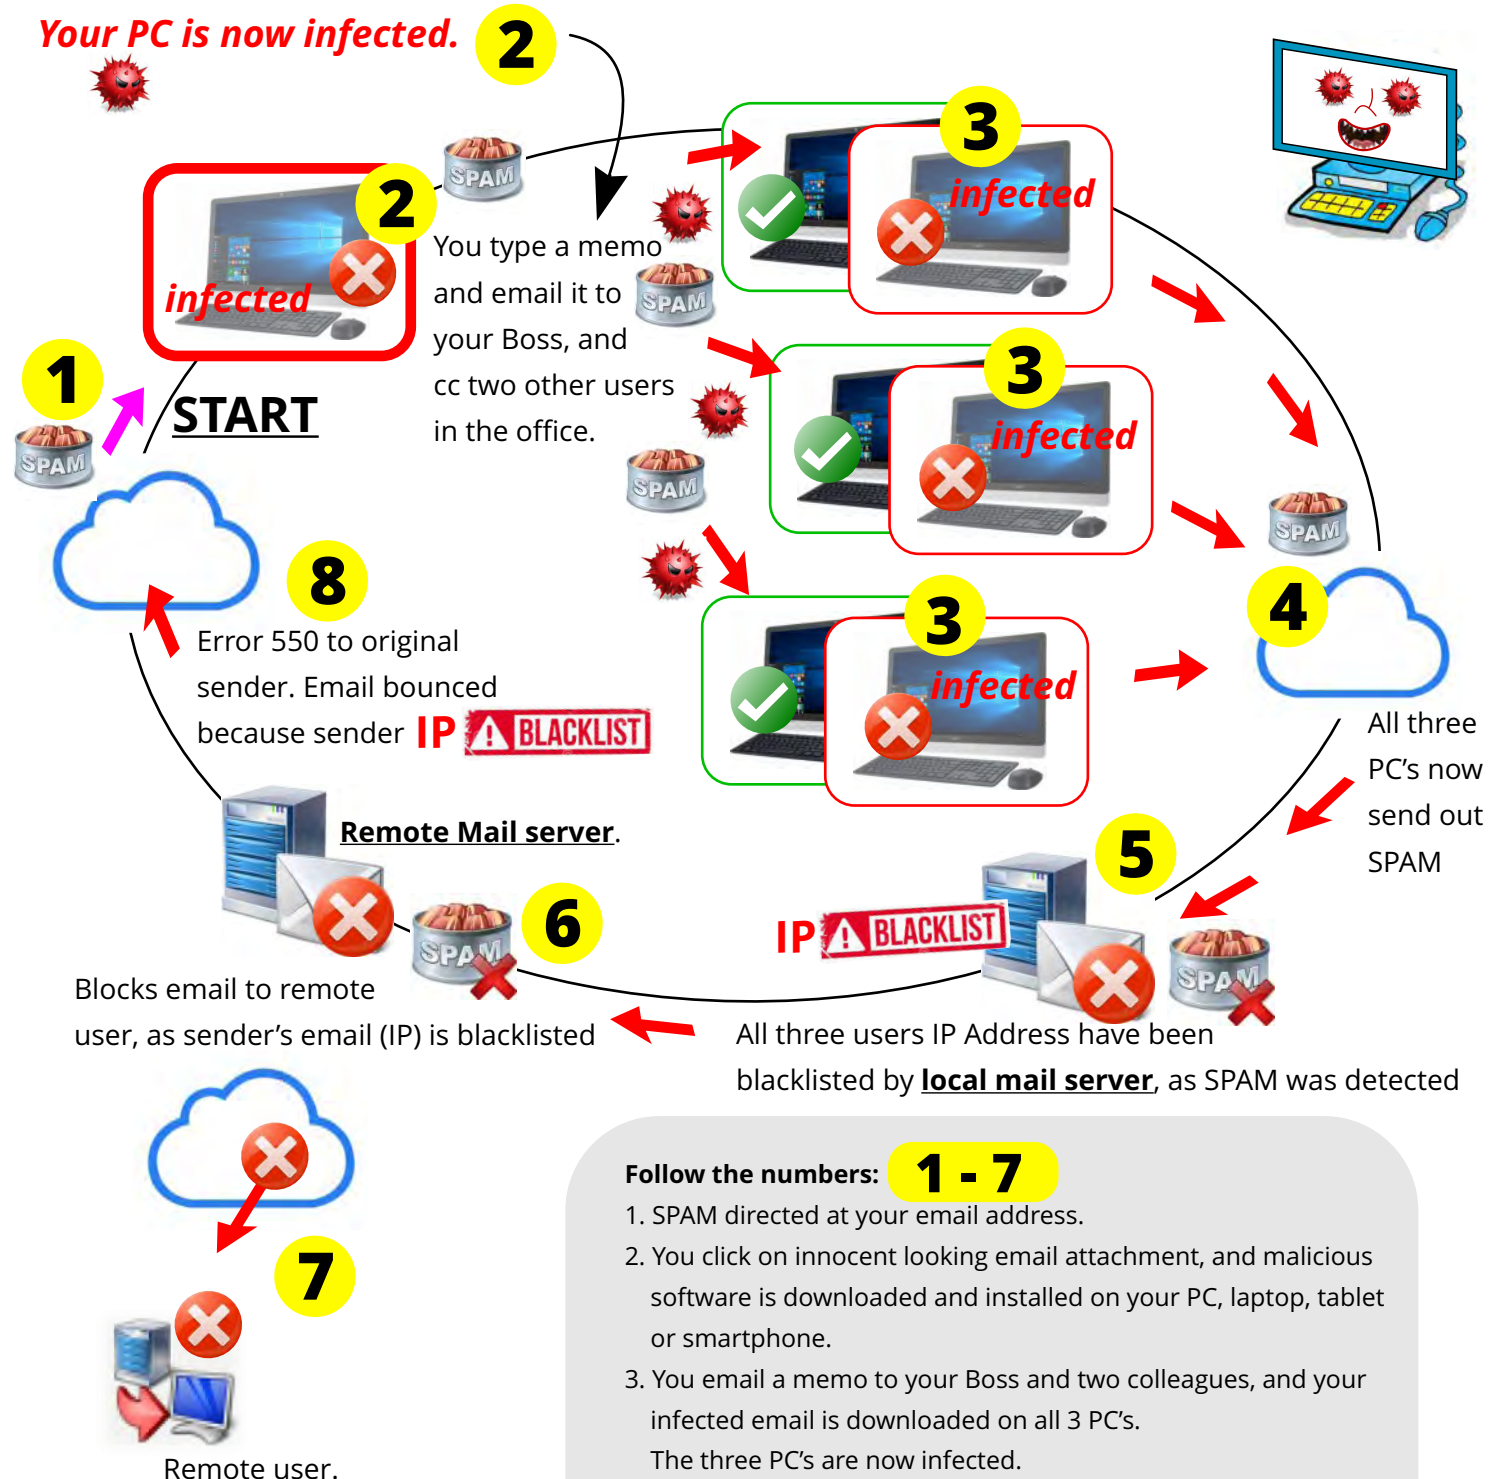 Your PC is now infected.
2
3
SPAM
2
infected
infected
You type a memo
and email it to
your Boss, and
cc two other users
in the office.
SPAM
1
START
SPAM
3
infected
SPAM
SPAM
8
Error 550 to original
sender. Email bounced
because sender IP BLACKLIST
3
infected
4
All three
PC's now
send out
SPAM
Remote Mail server.
5
6
SPAM
IP BLACKLIST
SPAM
Blocks email to remote
user, as sender's email (IP) is blacklisted
All three users IP Address have been
blacklisted by local mail server, as SPAM was detected
7
Remote user.
Follow the numbers: 1 - 7
1. SPAM directed at your email address.
2. You click on innocent looking email attachment, and malicious
software is downloaded and installed on your PC, laptop, tablet
or smartphone.
3. You email a memo to your Boss and two colleagues, and your
infected email is downloaded on all 3 PC's.
The three PC's are now infected.